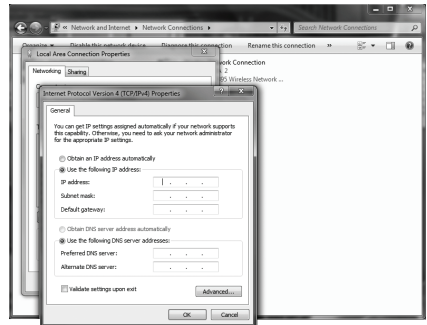 « Network and Internet ▸ Network Connections ▸
Search Network Connections
Organize Disable this network device Diagnose this connection Rename this connection »
Local Area Connection Properties
work Connection
2
95 Wireless Network ...
Networking Sharing
Internet Protocol Version 4 (TCP/IPv4) Properties
General
You can get IP settings assigned automatically if your network supports
this capability. Otherwise, you need to ask your network administrator
for the appropriate IP settings.
Obtain an IP address automatically
Use the following IP address:
IP address:
Subnet mask:
Default gateway:
Obtain DNS server address automatically
Use the following DNS server addresses:
Preferred DNS server:
Alternate DNS server:
Validate settings upon exit
Advanced...
OK Cancel